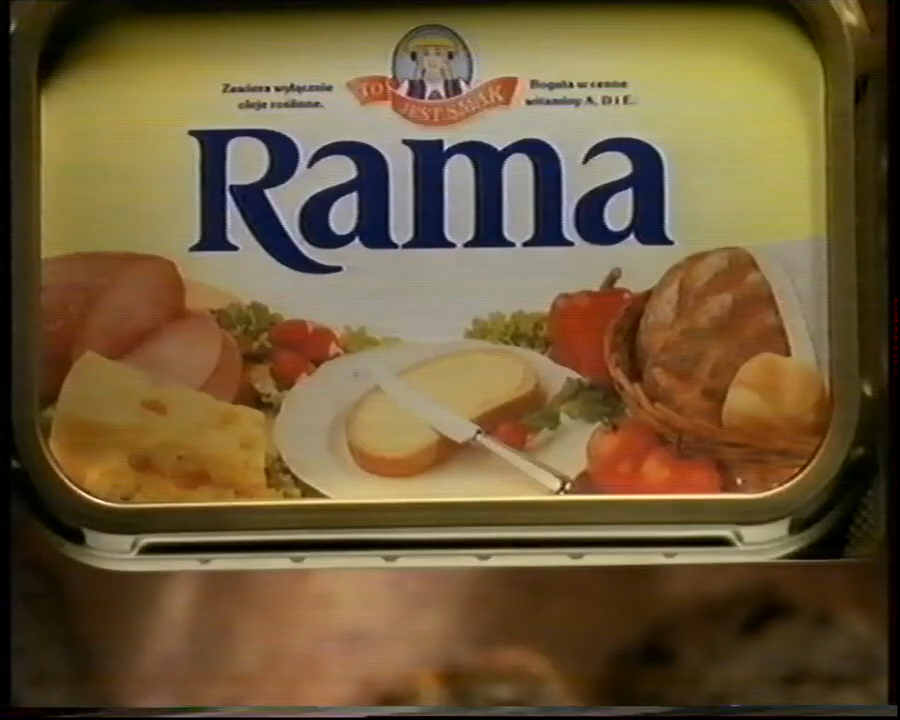 Zawiera wyłącznie
oleje roślinne.
TO JEST SMAK
Bogata w cenne
witaminy A, D i E.
Rama